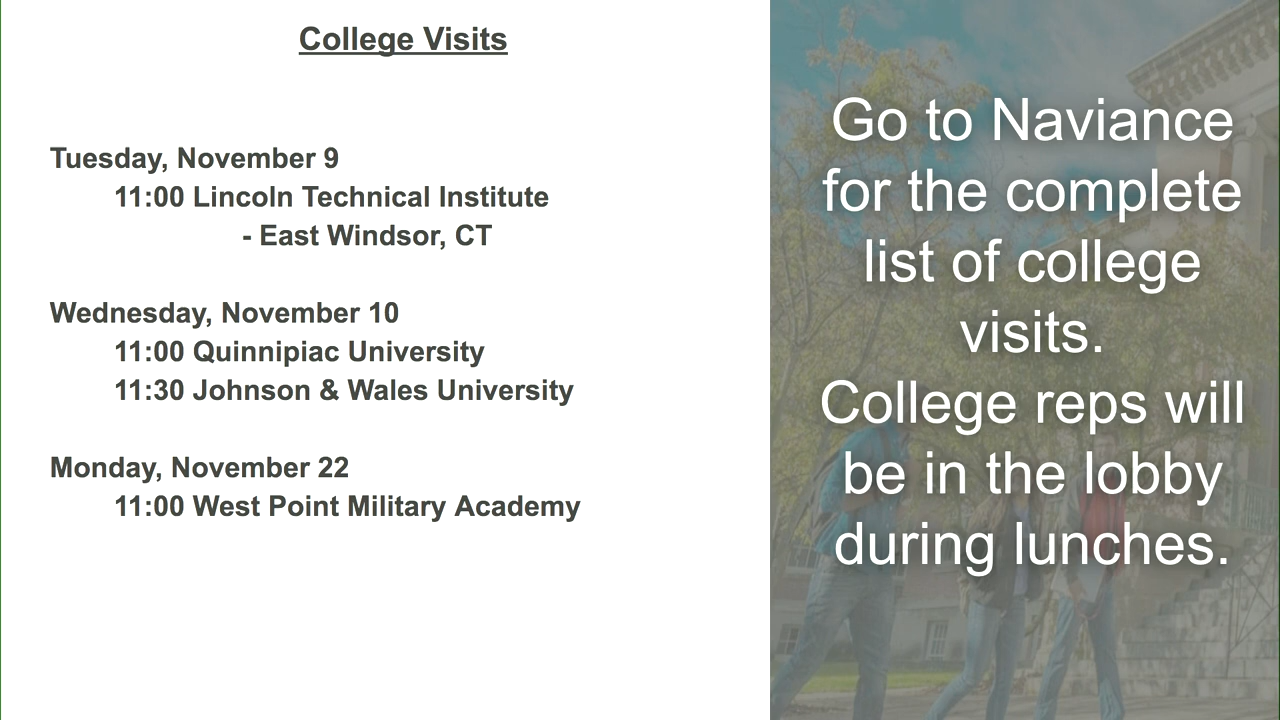 College Visits
Tuesday, November 9
11:00 Lincoln Technical Institute
- East Windsor, CT
Wednesday, November 10
11:00 Quinnipiac University
11:30 Johnson & Wales University
Monday, November 22
11:00 West Point Military Academy
Go to Naviance
for the complete
list of college
visits.
College reps will
be in the lobby
during lunches.